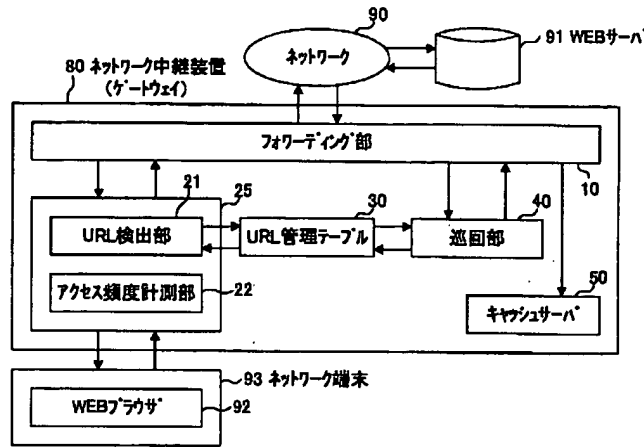 90
ネットワーク
91 WEBサーバ
80 ネットワーク中継装置
(ゲートウェイ)
フォワーディング部
10
21
25
30
40
URL検出部
URL管理テーブル
巡回部
アクセス頻度計測部
22
50
キャッシュサーバ
93 ネットワーク端末
WEBブラウザ
92